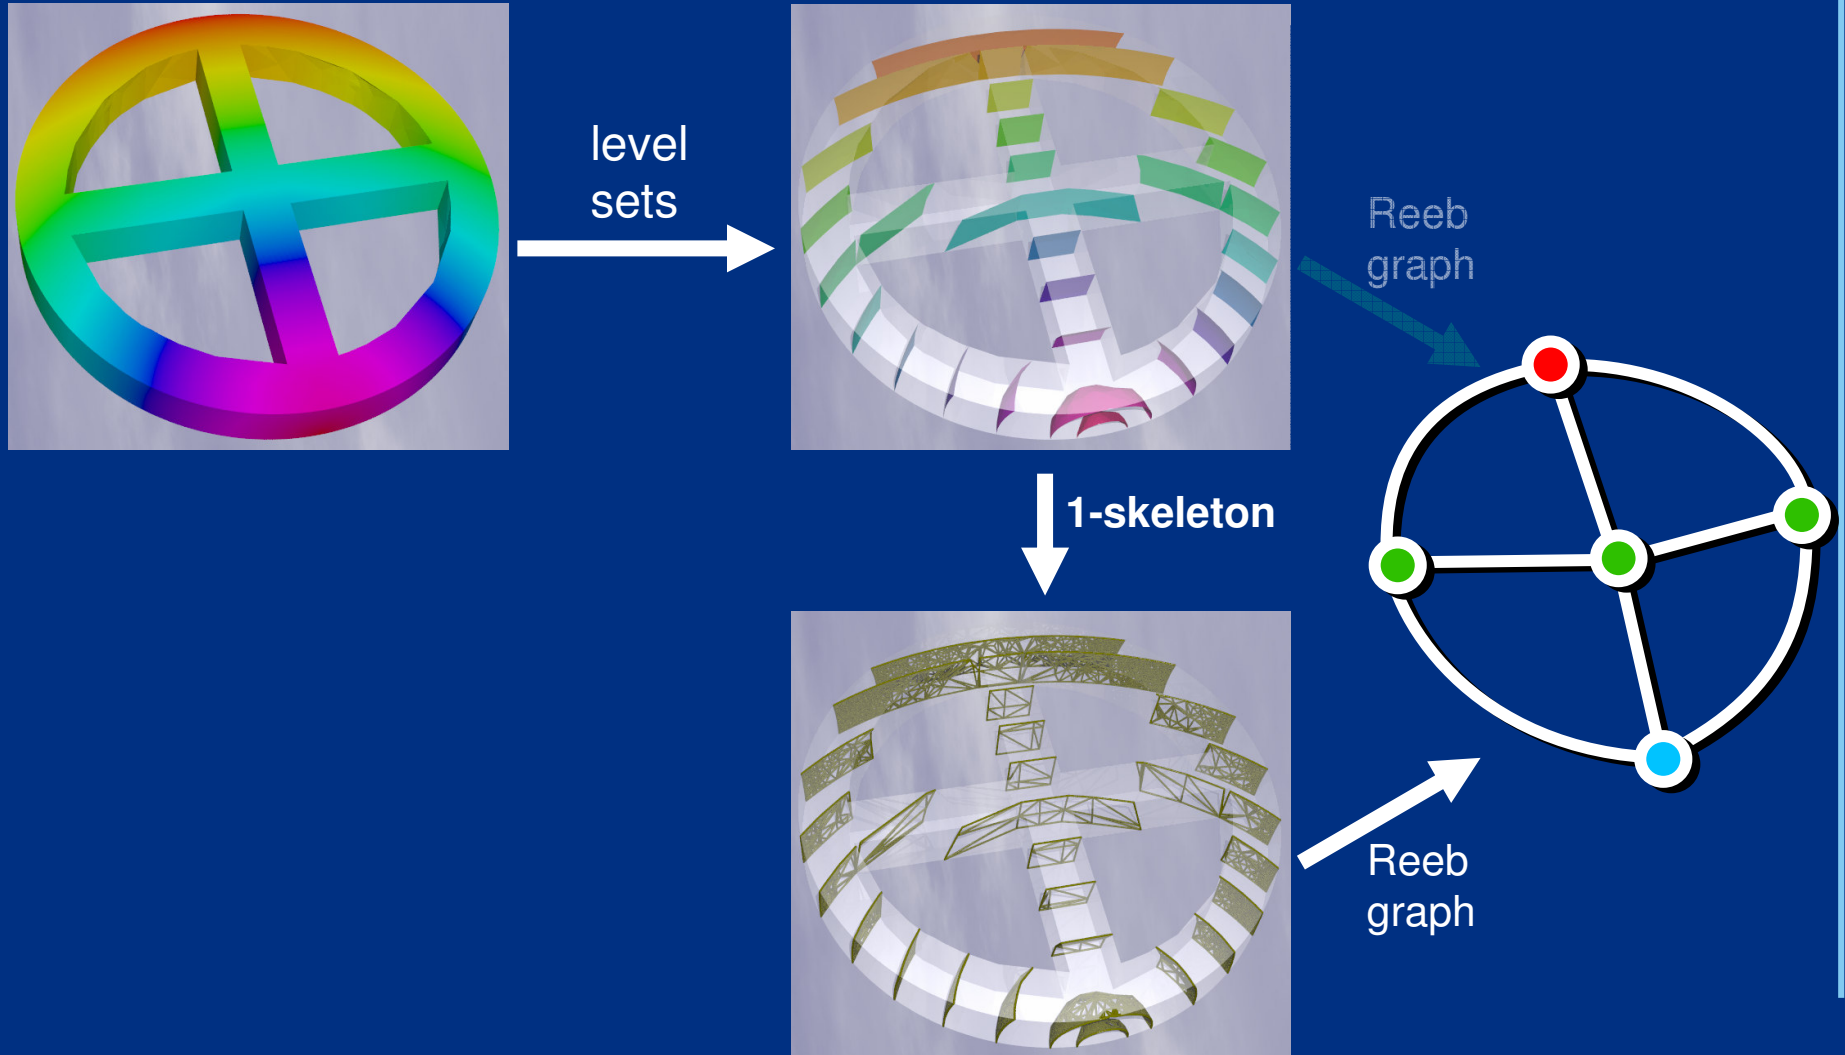 level
sets
Reeb
graph
1-skeleton
Reeb
graph